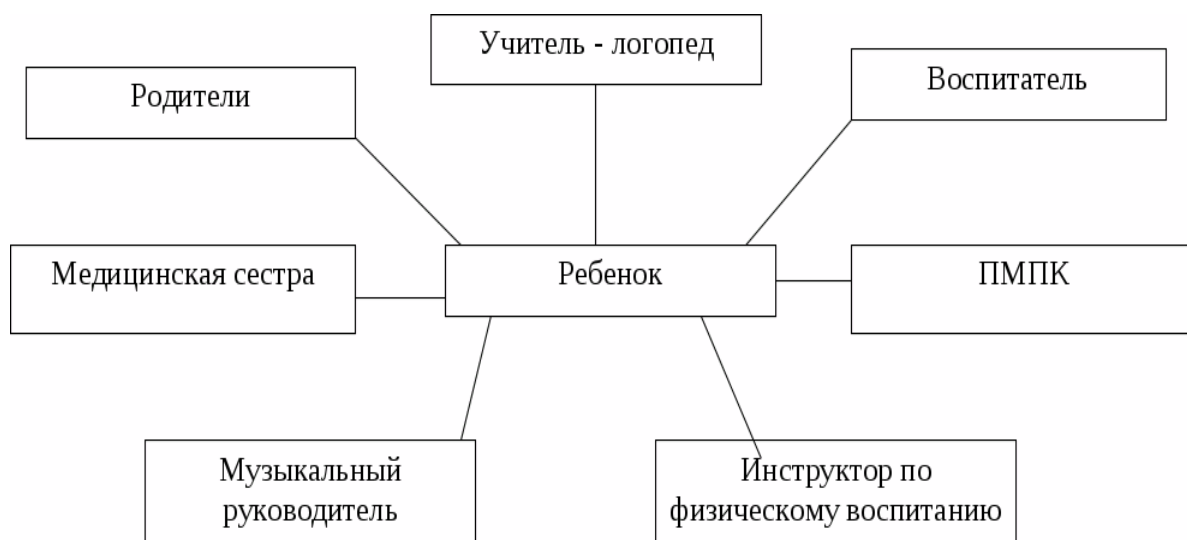 Учитель - логопед
Родители
Воспитатель
Медицинская сестра
Ребенок
ПМПК
Музыкальный
руководитель
Инструктор по
физическому воспитанию